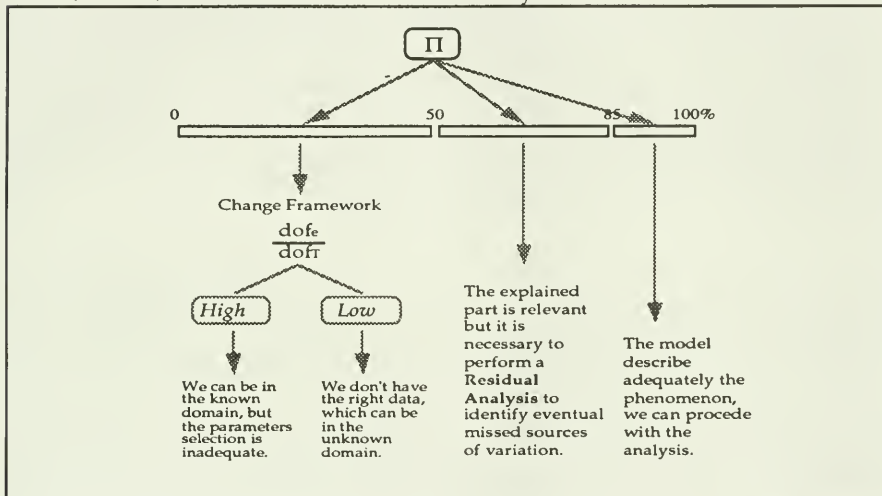 Π
0 50 85 100%
Change Framework
dofe
dofT
High
Low
We can be in
the known
domain, but
the parameters
selection is
inadequate.
We don't have
the right data,
which can be
in the
unknown
domain.
The explained
part is relevant
but it is
necessary to
perform a
Residual
Analysis to
identify eventual
missed sources
of variation.
The model
describe
adequately the
phenomenon,
we can procede
with the
analysis.